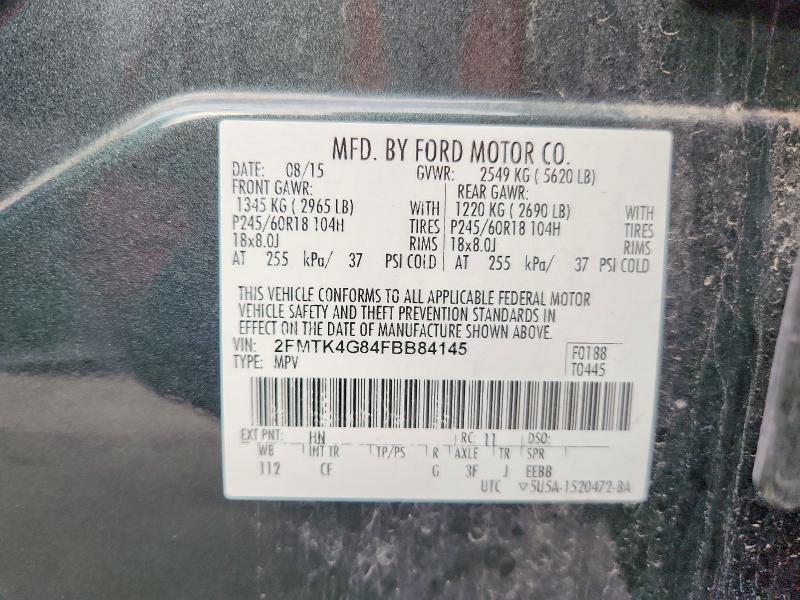 MFD. BY FORD MOTOR CO.
DATE: 08/15 GVWR: 2549 KG ( 5620 LB)
FRONT GAWR: REAR GAWR:
1345 KG ( 2965 LB) WITH 1220 KG ( 2690 LB) WITH
P245/60R18 104H TIRES P245/60R18 104H TIRES
18x8.0J RIMS 18x8.0J RIMS
AT 255 kPa/ 37 PSI COLD AT 255 kPa/ 37 PSI COLD
THIS VEHICLE CONFORMS TO ALL APPLICABLE FEDERAL MOTOR
VEHICLE SAFETY AND THEFT PREVENTION STANDARDS IN
EFFECT ON THE DATE OF MANUFACTURE SHOWN ABOVE.
VIN: 2FMTK4G84FBB84145
TYPE: MPV
F0188
T0445
EXT PNT: HN RC: 11 DSO:
WB INT TR TP/PS R AXLE TR SPR
112 CE G 3F J EEBB
UTC ▽5U5A-1520472-BA